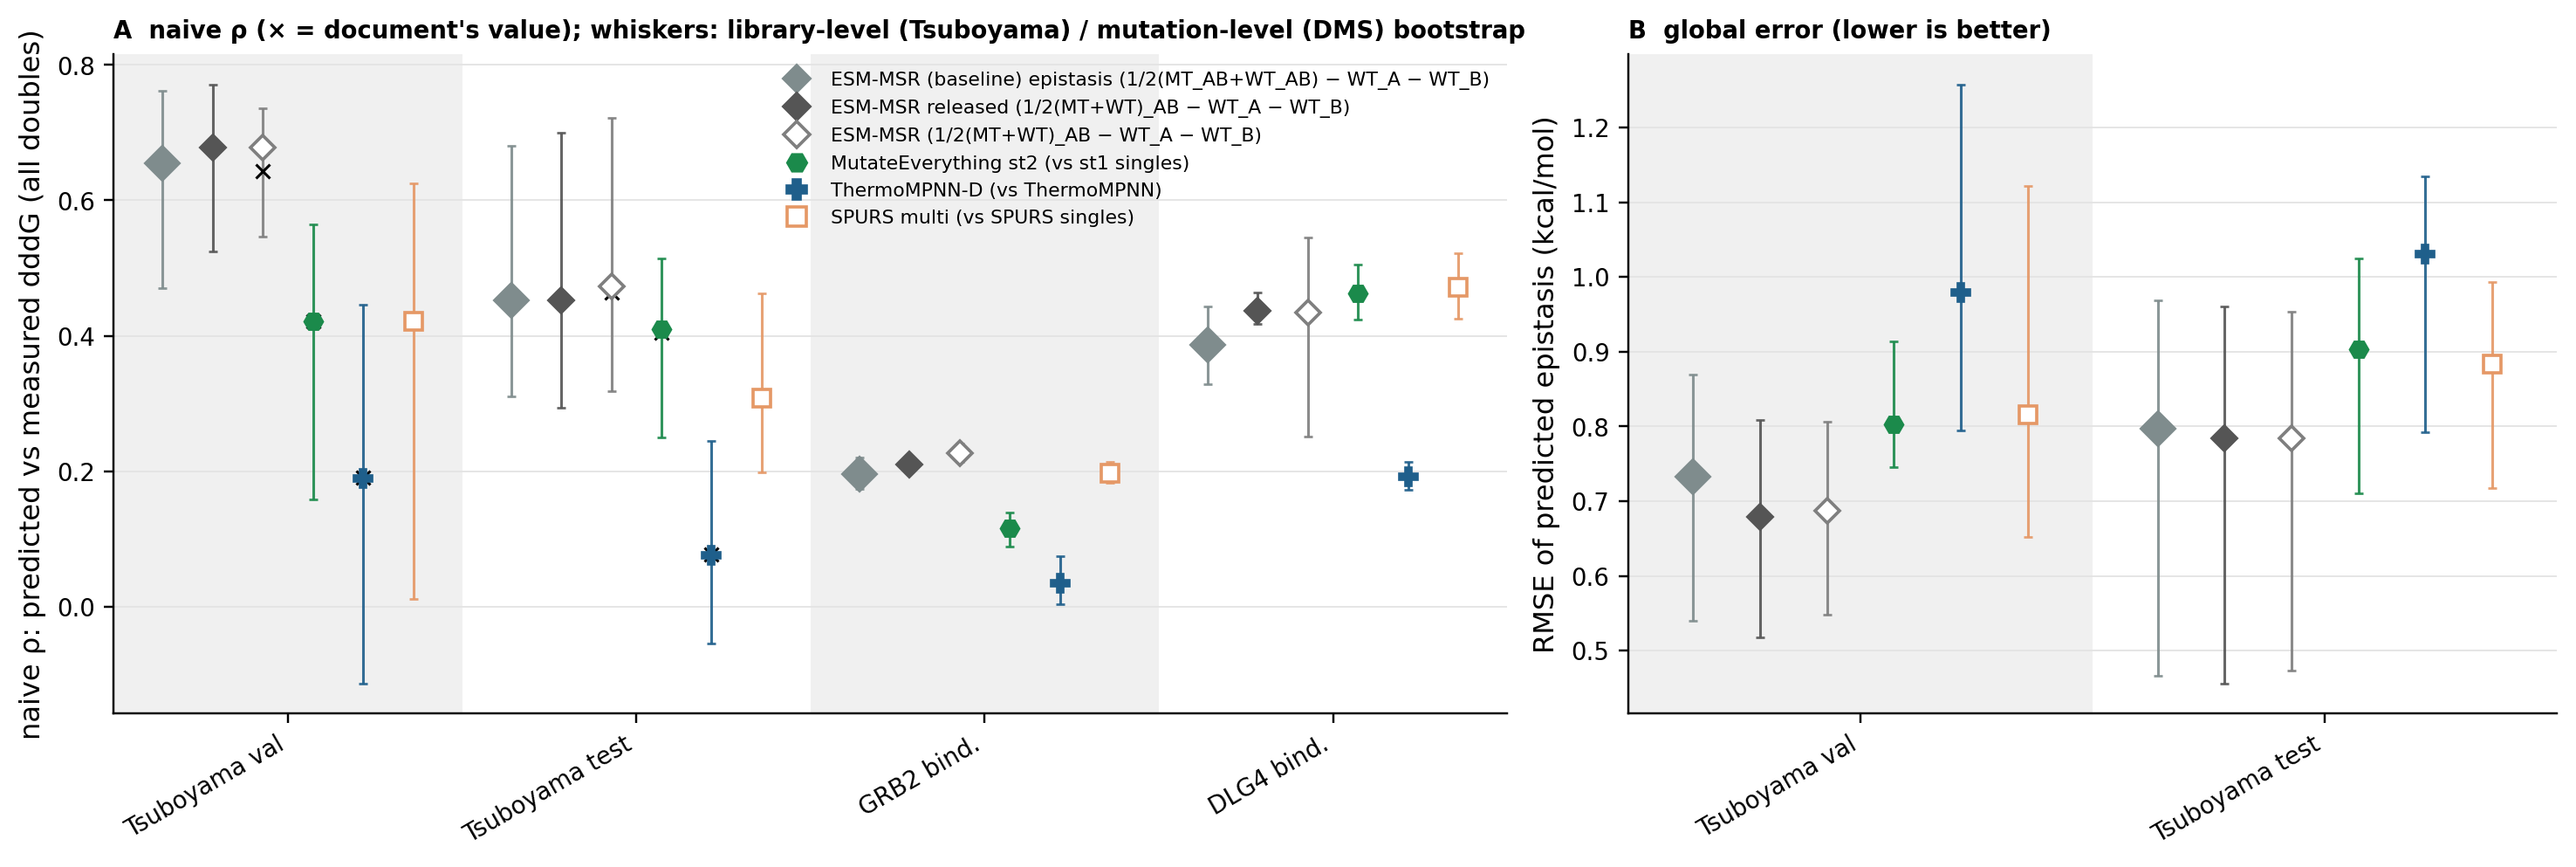 A  naive ρ (× = document's value); whiskers: library-level (Tsuboyama) / mutation-level (DMS) bootstrap
naive ρ: predicted vs measured dddG (all doubles)
0.8
0.6
0.4
0.2
0.0
ESM-MSR (baseline) epistasis (1/2(MT_AB+WT_AB) − WT_A − WT_B)
ESM-MSR released (1/2(MT+WT)_AB − WT_A − WT_B)
ESM-MSR (1/2(MT+WT)_AB − WT_A − WT_B)
MutateEverything st2 (vs st1 singles)
ThermoMPNN-D (vs ThermoMPNN)
SPURS multi (vs SPURS singles)
Tsuboyama val
Tsuboyama test
GRB2 bind.
DLG4 bind.
B  global error (lower is better)
RMSE of predicted epistasis (kcal/mol)
1.2
1.1
1.0
0.9
0.8
0.7
0.6
0.5
Tsuboyama val
Tsuboyama test